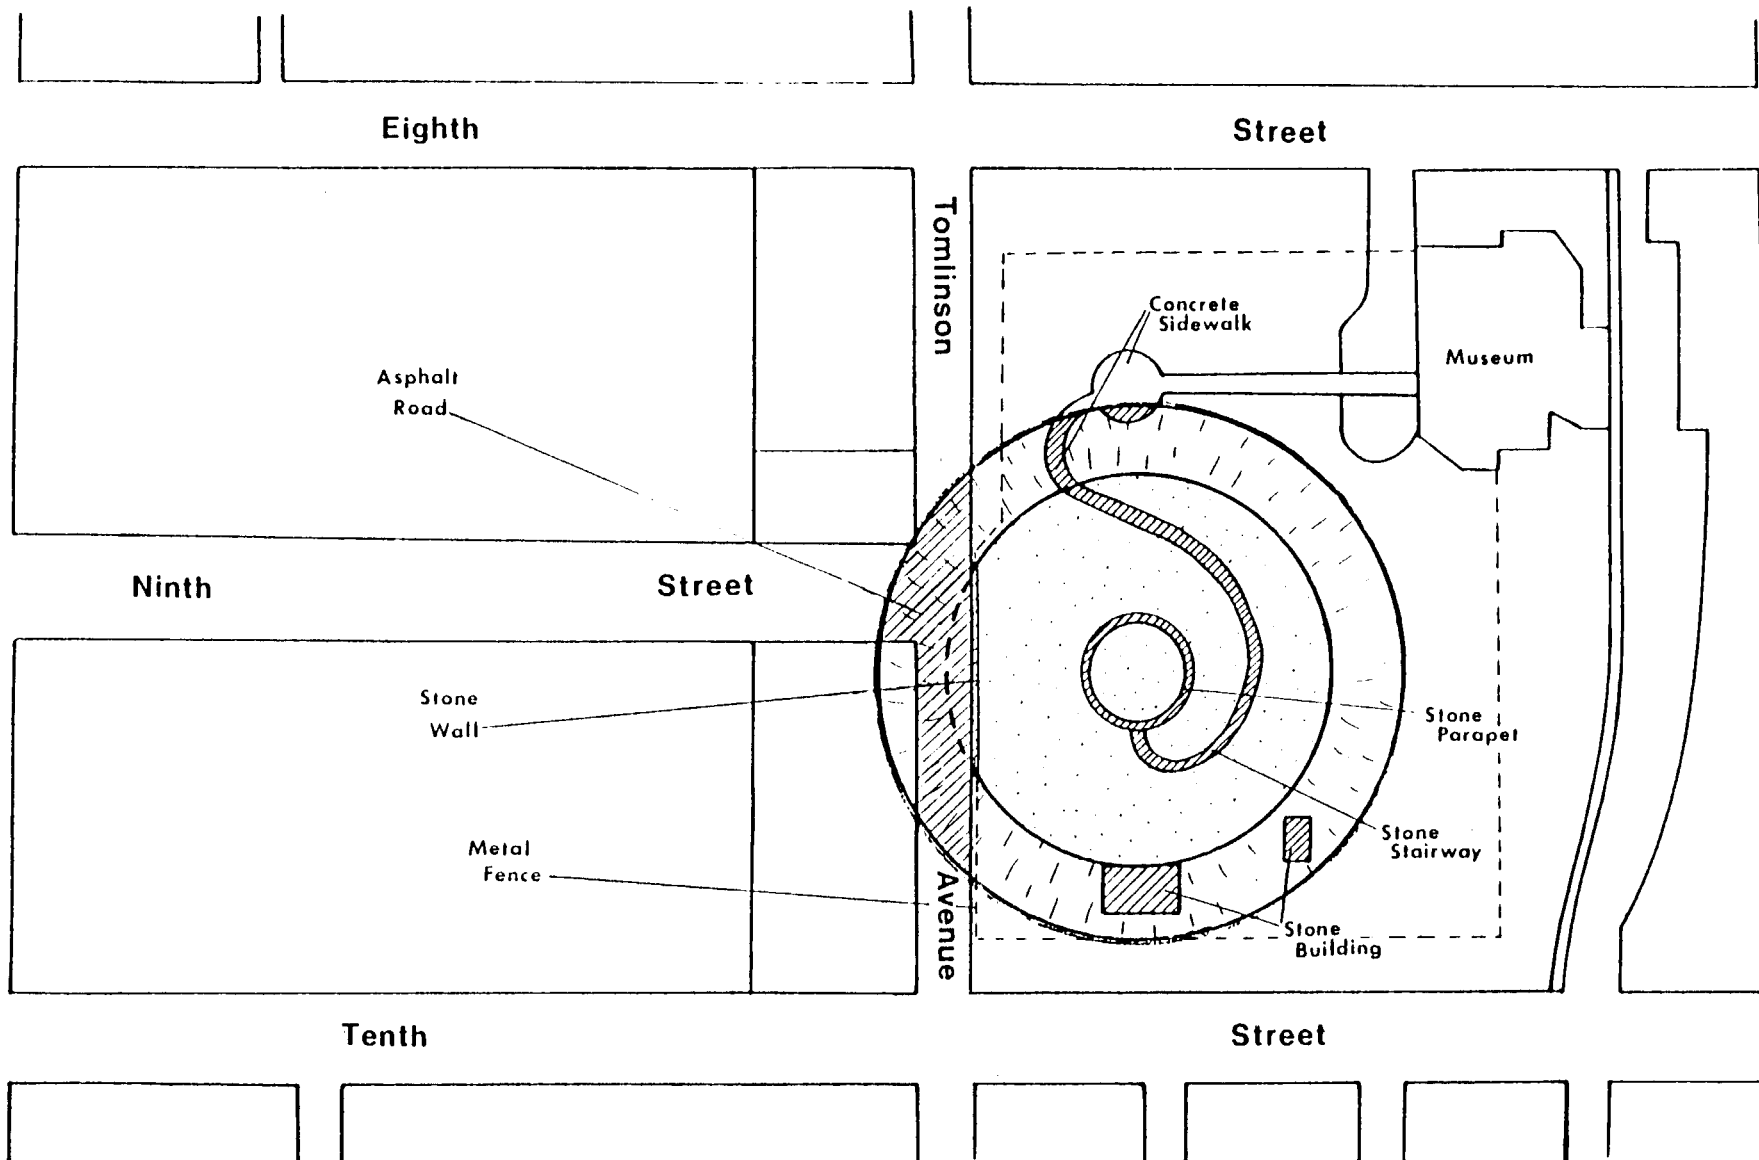 Eighth Street
Tomlinson
Concrete
Sidewalk
Museum
Asphalt
Road
Ninth Street
Stone
Wall
Stone
Parapet
Stone
Stairway
Metal
Fence
Avenue
Stone
Building
Tenth Street